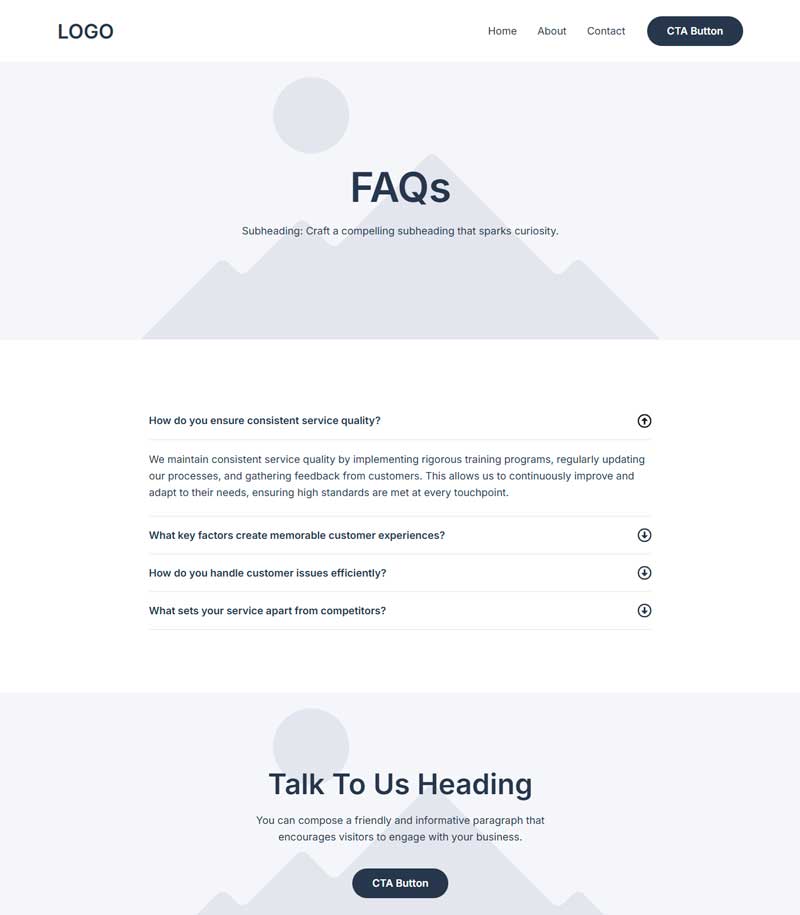 LOGO
Home About Contact CTA Button
FAQs
Subheading: Craft a compelling subheading that sparks curiosity.
How do you ensure consistent service quality?
We maintain consistent service quality by implementing rigorous training programs, regularly updating
our processes, and gathering feedback from customers. This allows us to continuously improve and
adapt to their needs, ensuring high standards are met at every touchpoint.
What key factors create memorable customer experiences?
How do you handle customer issues efficiently?
What sets your service apart from competitors?
Talk To Us Heading
You can compose a friendly and informative paragraph that
encourages visitors to engage with your business.
CTA Button